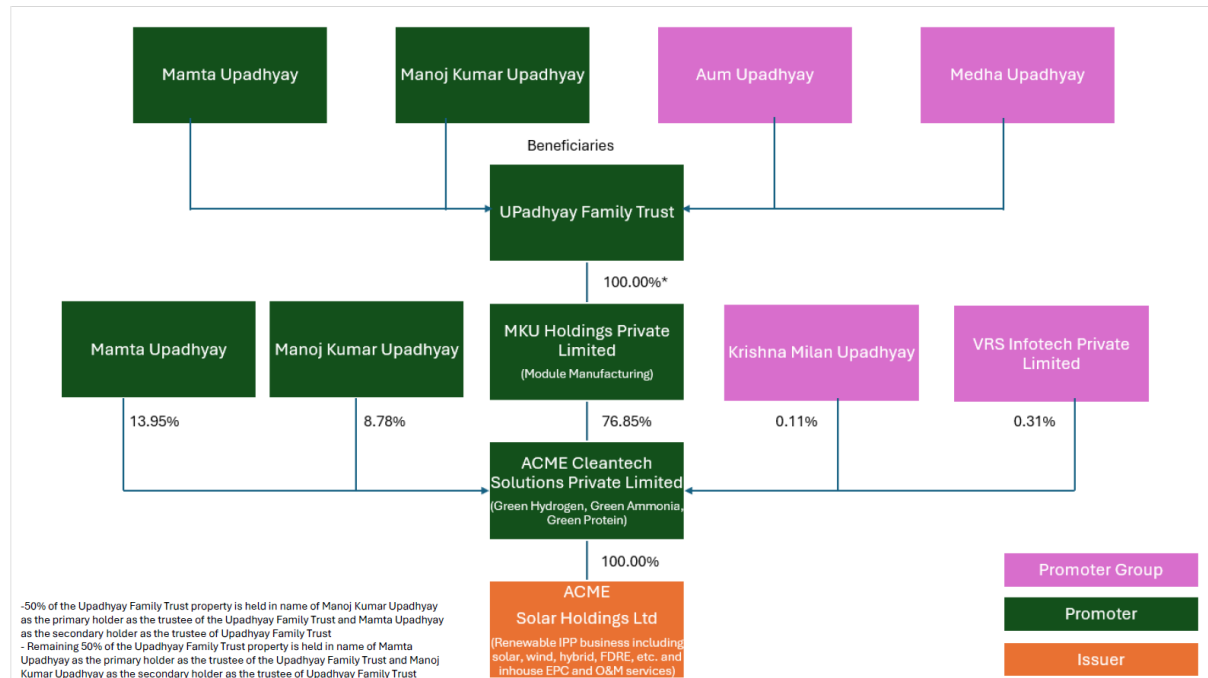 Mamta Upadhyay
Manoj Kumar Upadhyay
Aum Upadhyay
Medha Upadhyay
Beneficiaries
UPadhyay Family Trust
100.00%*
Mamta Upadhyay
Manoj Kumar Upadhyay
MKU Holdings Private
Limited
(Module Manufacturing)
Krishna Milan Upadhyay
VRS Infotech Private
Limited
13.95%
8.78%
76.85%
0.11%
0.31%
ACME Cleantech
Solutions Private Limited
(Green Hydrogen, Green Ammonia,
Green Protein)
100.00%
ACME
Solar Holdings Ltd
(Renewable IPP business including
solar, wind, hybrid, FDRE, etc. and
inhouse EPC and O&M services)
Promoter Group
Promoter
Issuer
-50% of the Upadhyay Family Trust property is held in name of Manoj Kumar Upadhyay
as the primary holder as the trustee of the Upadhyay Family Trust and Mamta Upadhyay
as the secondary holder as the trustee of Upadhyay Family Trust
- Remaining 50% of the Upadhyay Family Trust property is held in name of Mamta
Upadhyay as the primary holder as the trustee of the Upadhyay Family Trust and Manoj
Kumar Upadhyay as the secondary holder as the trustee of Upadhyay Family Trust